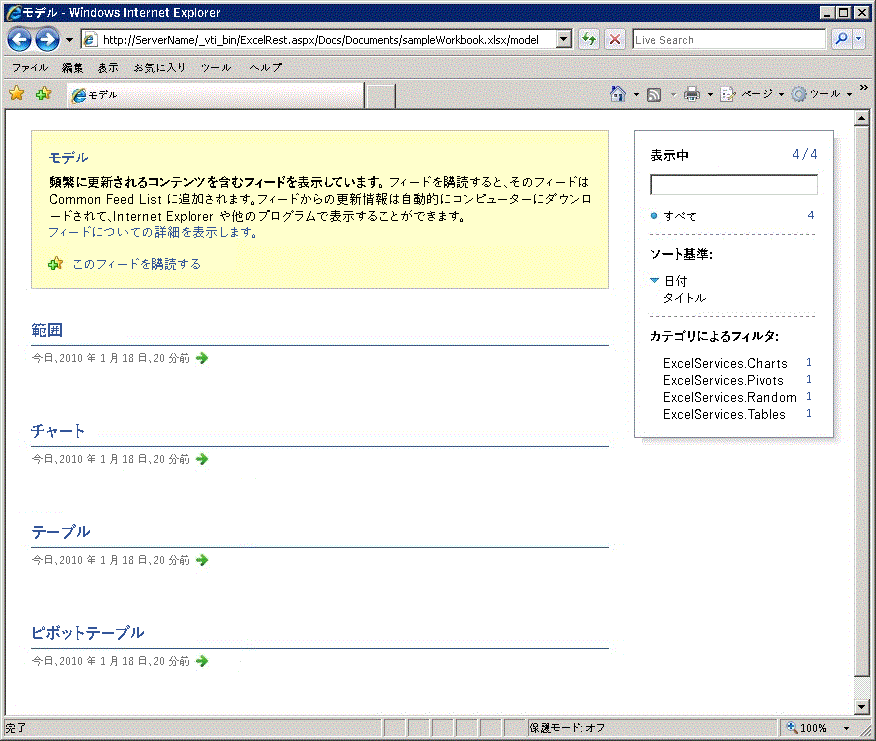 モデル - Windows Internet Explorer
http://ServerName/_vti_bin/ExcelRest.aspx/Docs/Documents/sampleWorkbook.xlsx/model
Live Search
ファイル 編集 表示 お気に入り ツール ヘルプ
モデル
ページ ツール »
モデル
頻繁に更新されるコンテンツを含むフィードを表示しています。 フィードを購読すると、そのフィードは
Common Feed List に追加されます。フィードからの更新情報は自動的にコンピューターにダウンロ
ードされて、Internet Explorer や他のプログラムで表示することができます。
フィードについての詳細を表示します。
このフィードを購読する
範囲
今日、2010 年 1 月 18 日、20 分前
チャート
今日、2010 年 1 月 18 日、20 分前
テーブル
今日、2010 年 1 月 18 日、20 分前
ピボットテーブル
今日、2010 年 1 月 18 日、20 分前
表示中 4/4
すべて 4
ソート基準:
日付
タイトル
カテゴリによるフィルタ:
ExcelServices.Charts 1
ExcelServices.Pivots 1
ExcelServices.Random 1
ExcelServices.Tables 1
完了
保護モード: オフ
100%